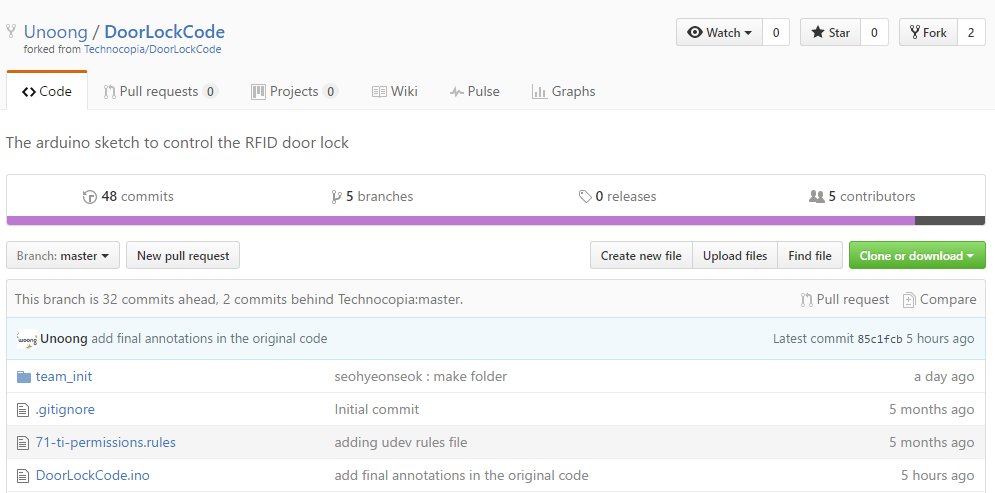 Unoong / DoorLockCode
forked from Technocopia/DoorLockCode
Watch 0 Star 0 Fork 2
Code Pull requests 0 Projects 0 Wiki Pulse Graphs
The arduino sketch to control the RFID door lock
48 commits 5 branches 0 releases 5 contributors
Branch: master New pull request Create new file Upload files Find file Clone or download
This branch is 32 commits ahead, 2 commits behind Technocopia:master. Pull request Compare
Unoong add final annotations in the original code Latest commit 85c1fcb 5 hours ago
team_init seohyeonseok : make folder a day ago
.gitignore Initial commit 5 months ago
71-ti-permissions.rules adding udev rules file 5 months ago
DoorLockCode.ino add final annotations in the original code 5 hours ago